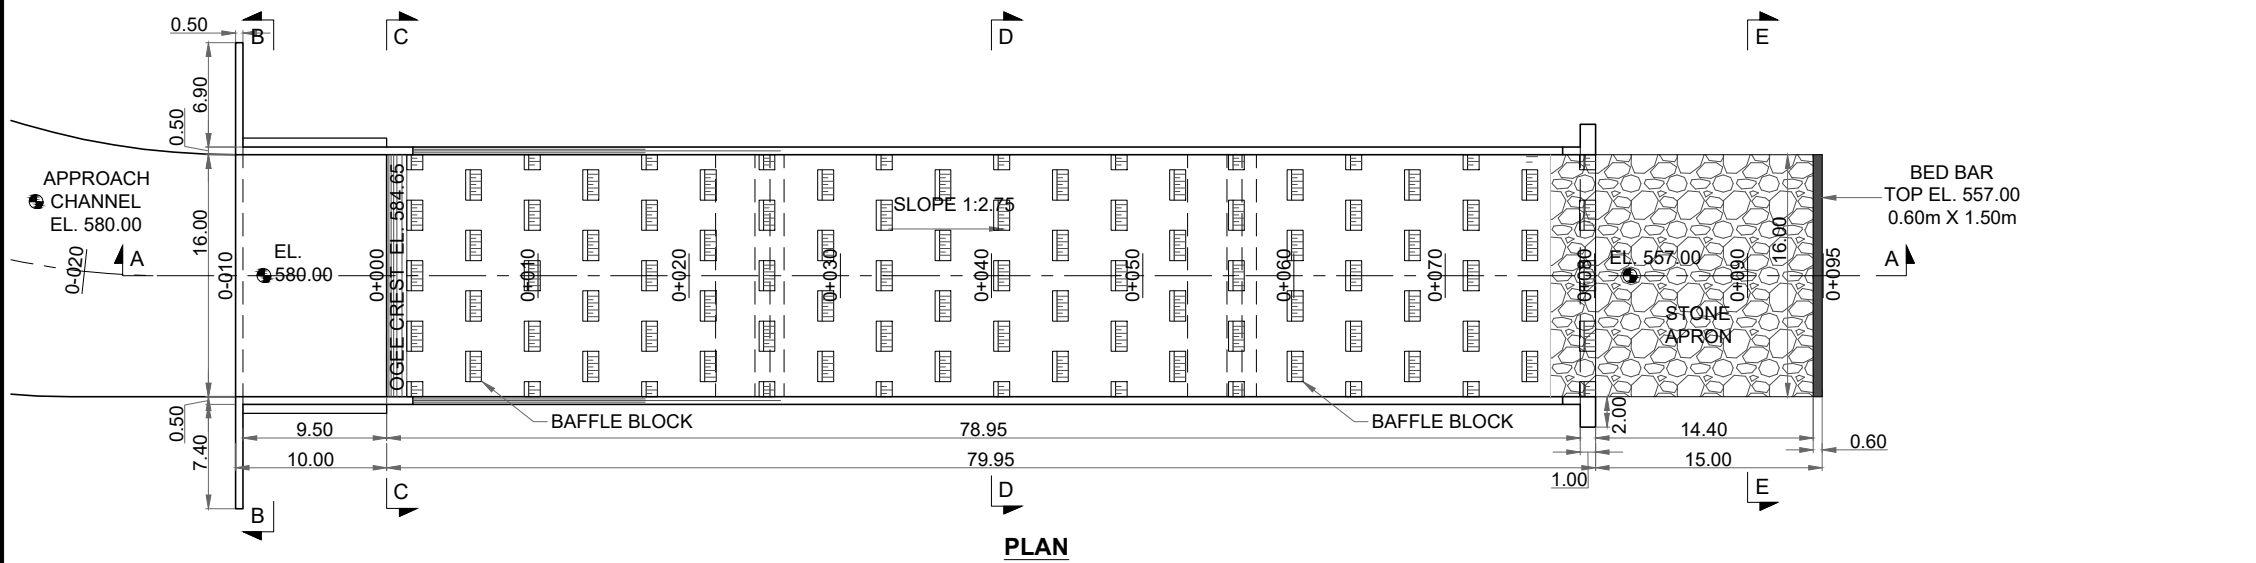 0.50
B
C
D
E
6.90
0.50
APPROACH
CHANNEL
EL. 580.00
0-020
A
16.00
0-010
EL.
580.00
0+000
OGEE CREST EL. 584.65
0+010
0+020
0+030
SLOPE 1:2.75
0+040
0+050
0+060
0+070
0+080
EL. 557.00
STONE
APRON
0+090
16.00
0+095
A
BED BAR
TOP EL. 557.00
0.60m X 1.50m
0.50
7.40
BAFFLE BLOCK
BAFFLE BLOCK
2.00
9.50
78.95
14.40
0.60
10.00
79.95
15.00
1.00
B
C
D
E
PLAN